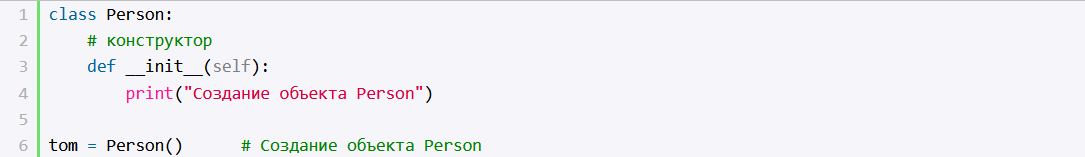 1 class Person:
2     # конструктор
3     def __init__(self):
4         print("Создание объекта Person")
5
6 tom = Person()      # Создание объекта Person